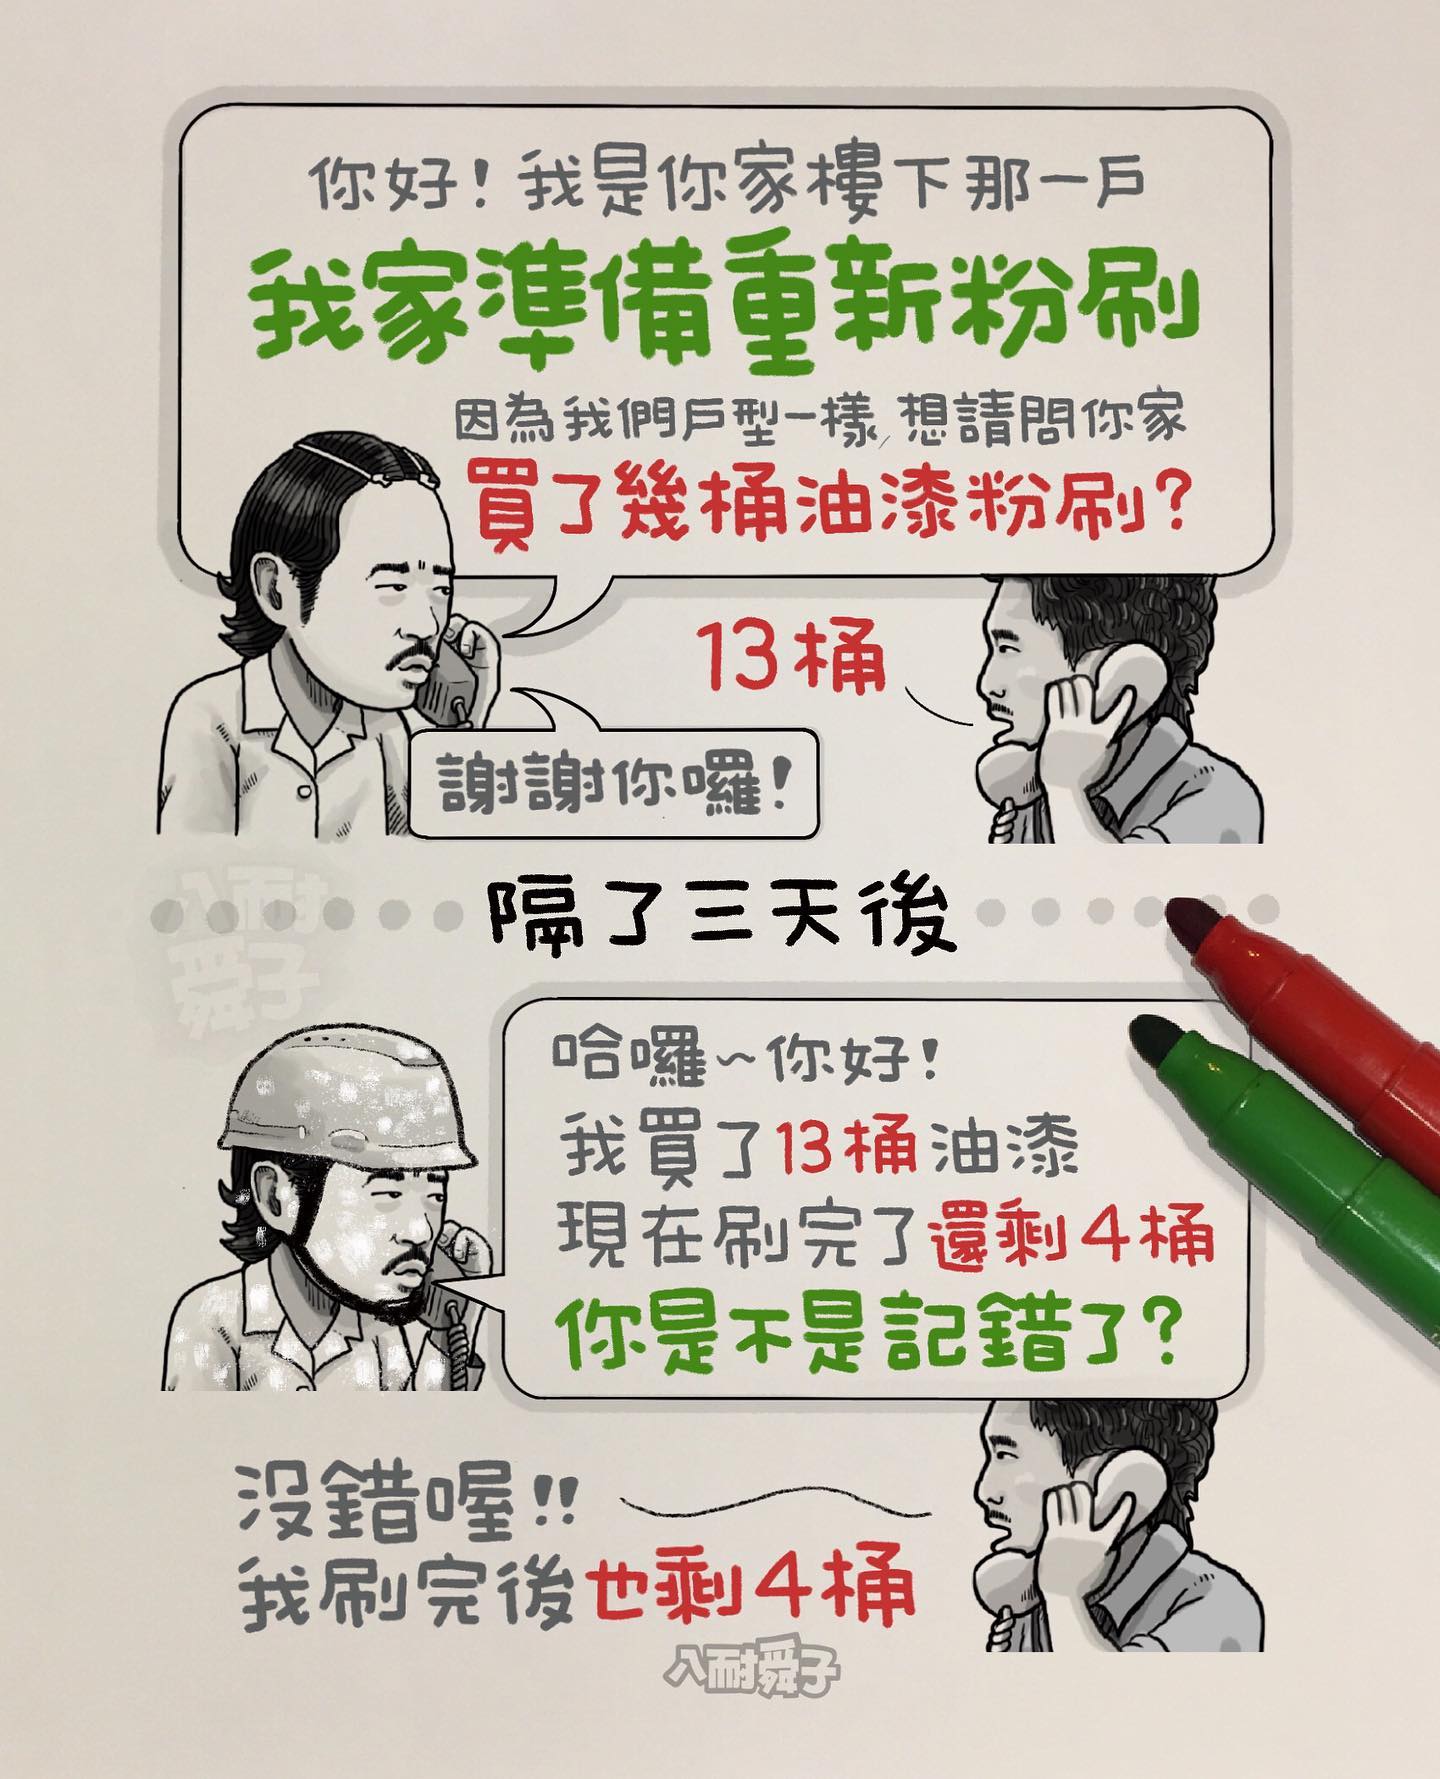 你好！我是你家樓下那一戶
我家準備重新粉刷
因為我們戶型一樣，想請問你家
買了幾桶油漆粉刷？
13桶
謝謝你囉！
隔了三天後
八耐
舜子
哈囉～你好！
我買了13桶油漆
現在刷完了還剩4桶
你是不是記錯了？
沒錯喔！！
我刷完後也剩4桶
八耐舜子